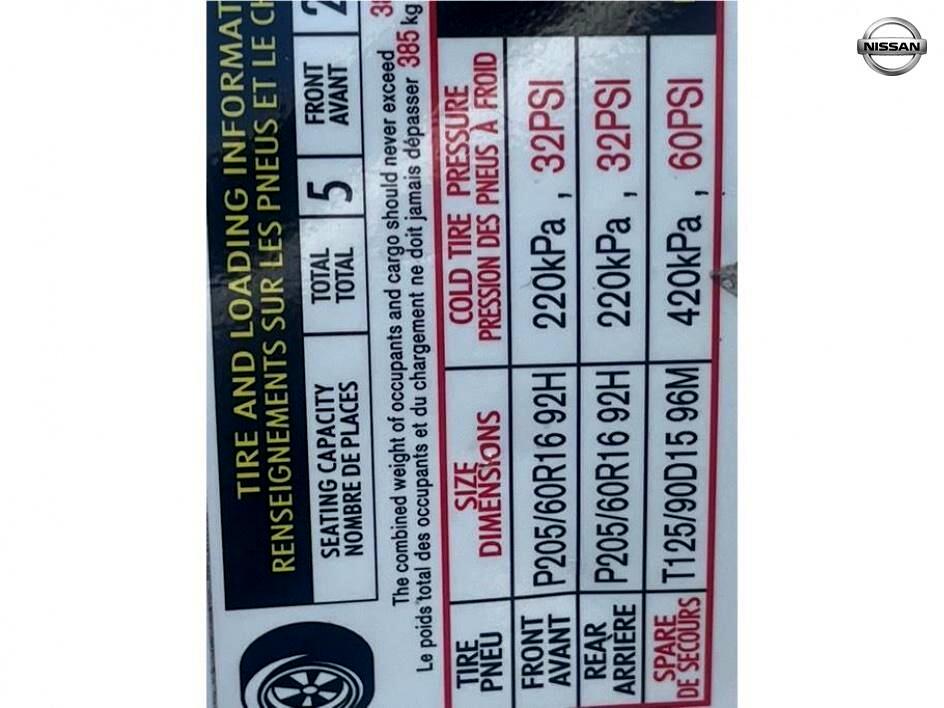 TIRE AND LOADING INFORMAT
RENSEIGNEMENTS SUR LES PNEUS ET LE CH
SEATING CAPACITY
NOMBRE DE PLACES
TOTAL
TOTAL
5
FRONT
AVANT
2
The combined weight of occupants and cargo should never exceed
Le poids total des occupants et du chargement ne doit jamais dépasser 385 kg
TIRE
PNEU
SIZE
DIMENSIONS
COLD TIRE PRESSURE
PRESSION DES PNEUS À FROID
FRONT
AVANT
P205/60R16 92H
220kPa , 32PSI
REAR
ARRIÈRE
P205/60R16 92H
220kPa , 32PSI
SPARE
DE SECOURS
T125/90D15 96M
420kPa , 60PSI
NISSAN